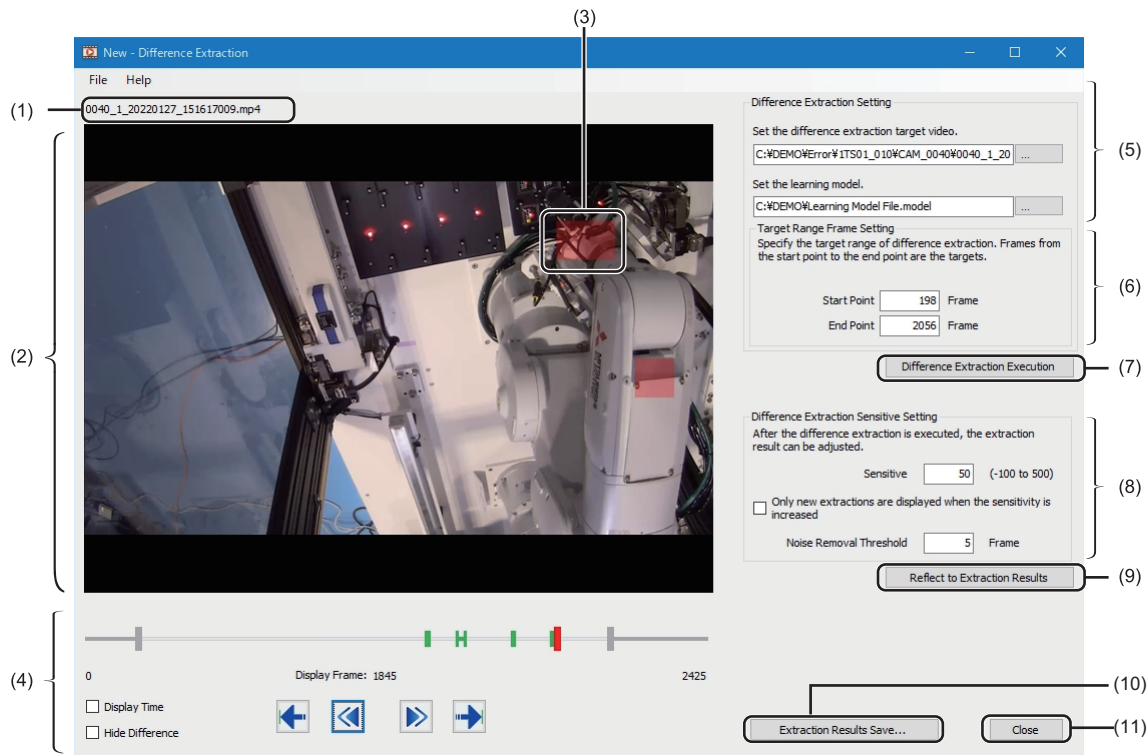 (3)
New - Difference Extraction
File Help
(1)
0040_1_20220127_151617009.mp4
(2)
Difference Extraction Setting
Set the difference extraction target video.
C:¥DEMO¥Error¥1TS01_010¥CAM_0040¥0040_1_20 ...
Set the learning model.
C:¥DEMO¥Learning Model File.model ...
(5)
Target Range Frame Setting
Specify the target range of difference extraction. Frames from
the start point to the end point are the targets.
Start Point 198 Frame
End Point 2056 Frame
(6)
Difference Extraction Execution
(7)
MITSUBISHI
Difference Extraction Sensitive Setting
After the difference extraction is executed, the extraction
result can be adjusted.
Sensitive 50 (-100 to 500)
Only new extractions are displayed when the sensitivity is
increased
Noise Removal Threshold 5 Frame
(8)
Reflect to Extraction Results
(9)
(4)
0 Display Frame: 1845 2425
Display Time
Hide Difference
(10)
Extraction Results Save...
Close
(11)